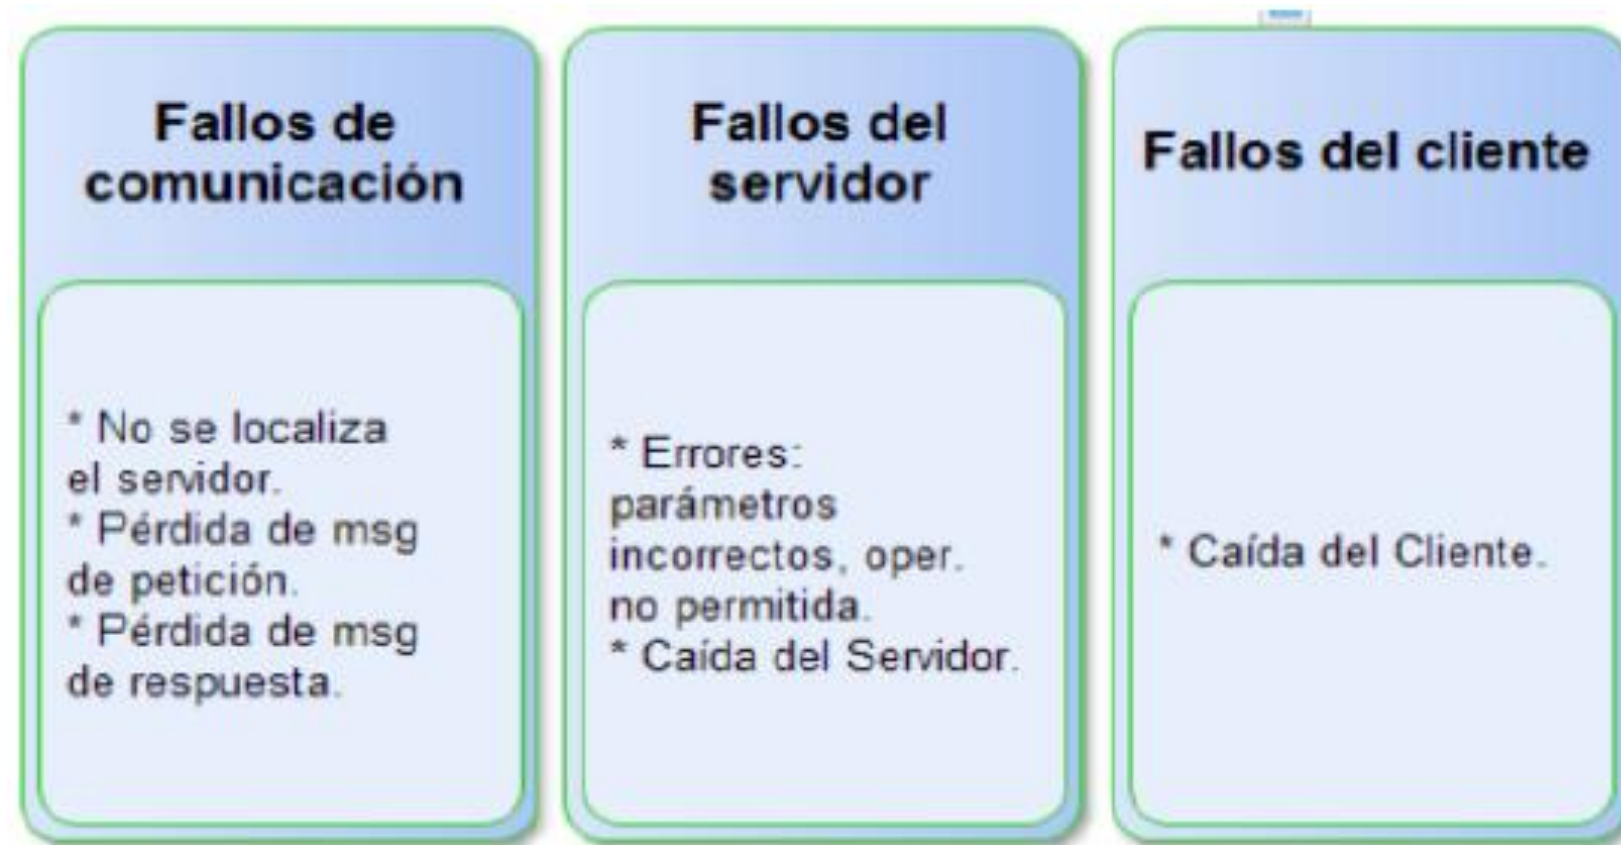 Fallos de
comunicación
* No se localiza
el servidor.
* Pérdida de msg
de petición.
* Pérdida de msg
de respuesta.
Fallos del
servidor
* Errores:
parámetros
incorrectos, oper.
no permitida.
* Caída del Servidor.
Fallos del cliente
* Caída del Cliente.